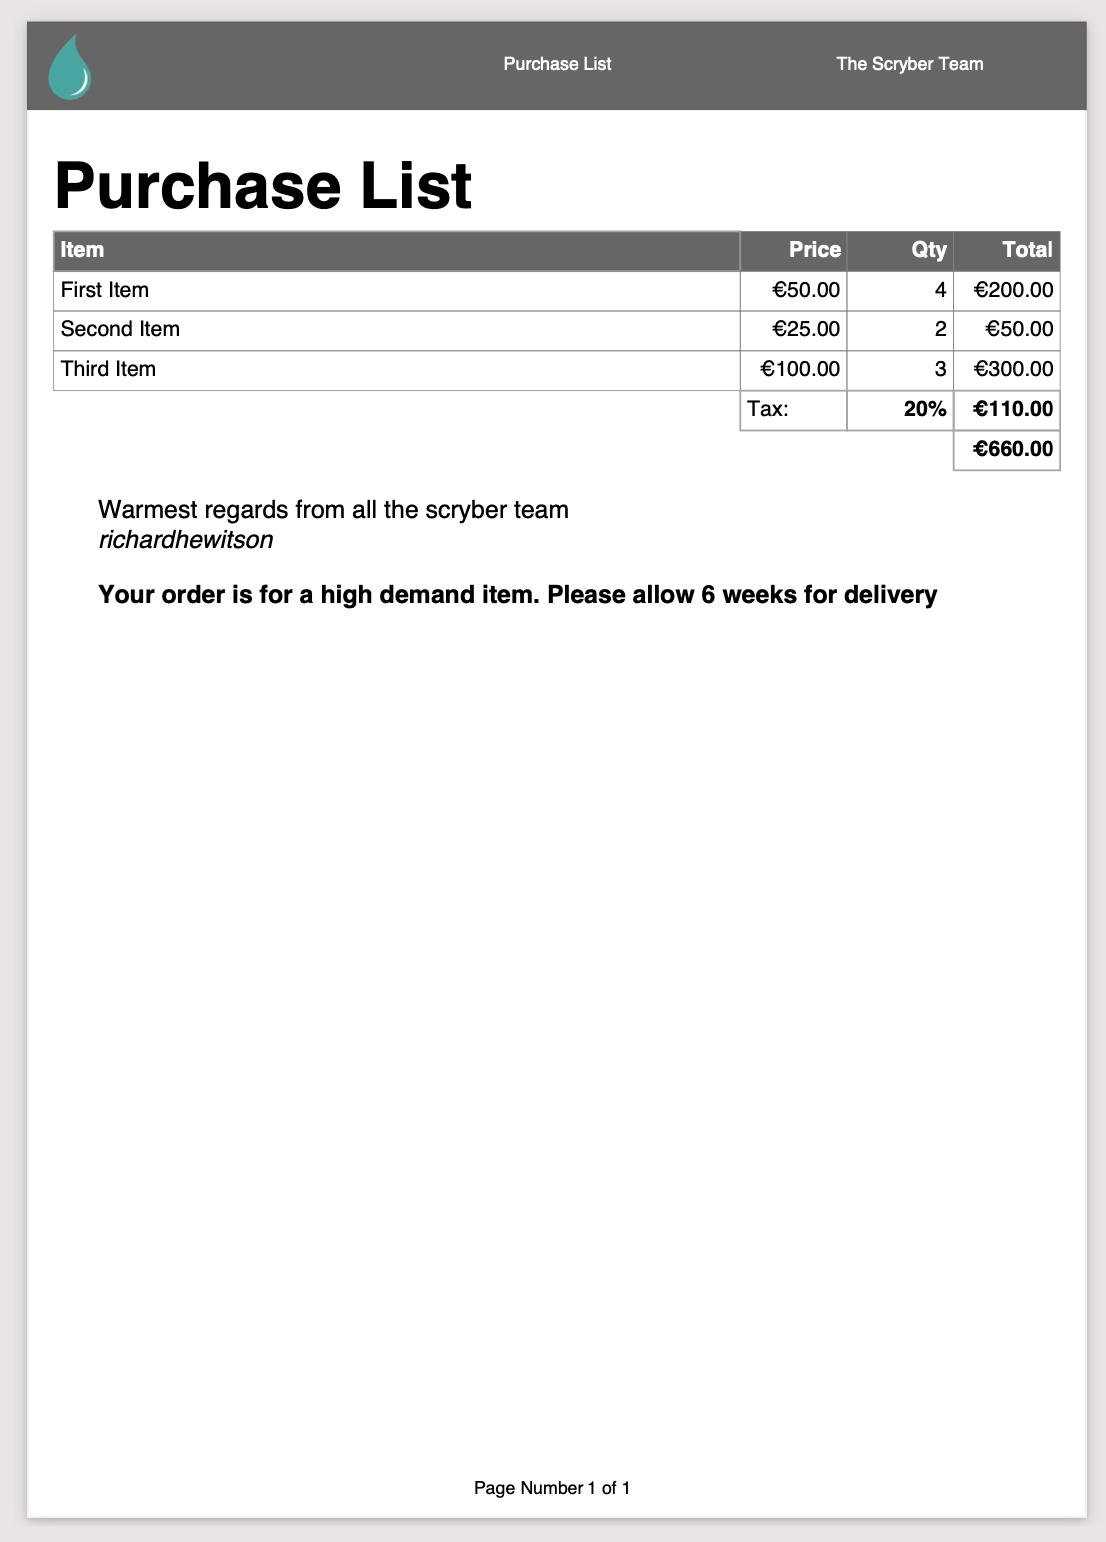 Purchase List The Scryber Team
Purchase List
Item Price Qty Total
First Item €50.00 4 €200.00
Second Item €25.00 2 €50.00
Third Item €100.00 3 €300.00
Tax: 20% €110.00
€660.00
Warmest regards from all the scryber team
richardhewitson
Your order is for a high demand item. Please allow 6 weeks for delivery
Page Number 1 of 1